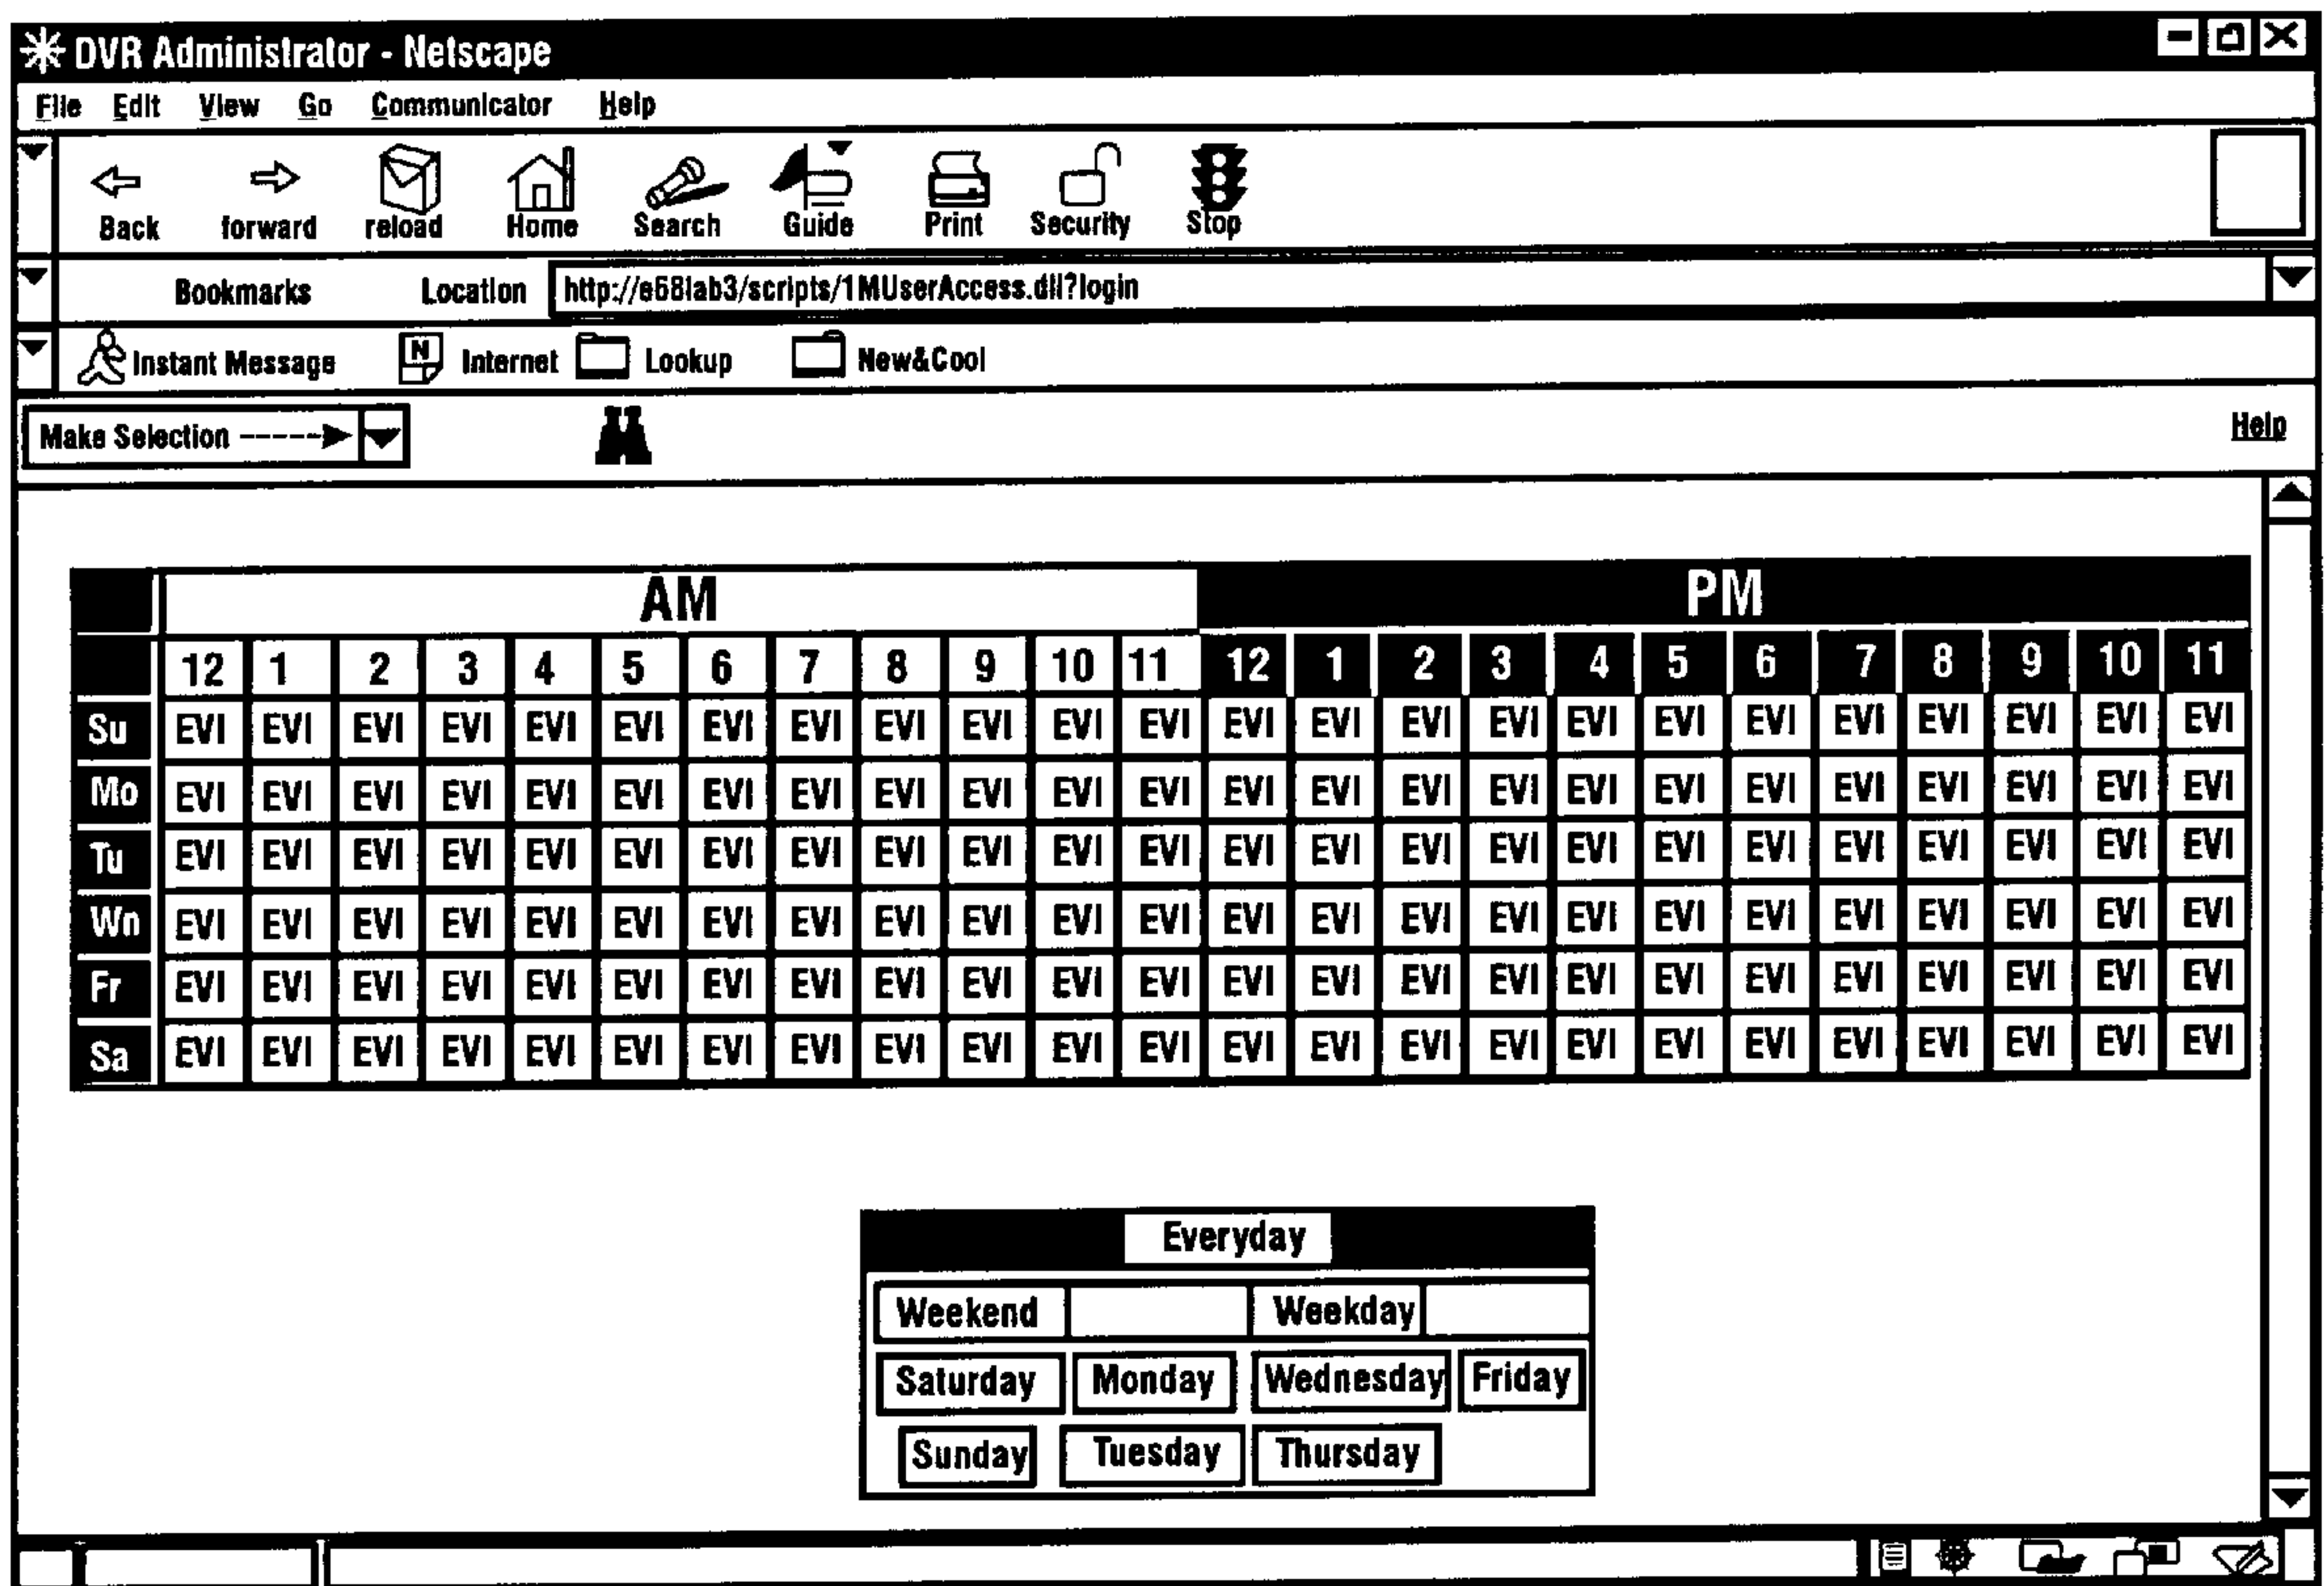 DVR Administrator - Netscape
File Edit View Go Communicator Help
Back forward reload Home Search Guide Print Security Stop
Bookmarks Location http://e68lab3/scripts/1MUserAccess.dll?login
Instant Message N Internet Lookup New&Cool
Make Selection -----> Help
AM PM
12 1 2 3 4 5 6 7 8 9 10 11 12 1 2 3 4 5 6 7 8 9 10 11
Su EVI EVI EVI EVI EVI EVI EVI EVI EVI EVI EVI EVI EVI EVI EVI EVI EVI EVI EVI EVI EVI EVI EVI EVI
Mo EVI EVI EVI EVI EVI EVI EVI EVI EVI EVI EVI EVI EVI EVI EVI EVI EVI EVI EVI EVI EVI EVI EVI EVI
Tu EVI EVI EVI EVI EVI EVI EVI EVI EVI EVI EVI EVI EVI EVI EVI EVI EVI EVI EVI EVI EVI EVI EVI EVI
Wn EVI EVI EVI EVI EVI EVI EVI EVI EVI EVI EVI EVI EVI EVI EVI EVI EVI EVI EVI EVI EVI EVI EVI EVI
Fr EVI EVI EVI EVI EVI EVI EVI EVI EVI EVI EVI EVI EVI EVI EVI EVI EVI EVI EVI EVI EVI EVI EVI EVI
Sa EVI EVI EVI EVI EVI EVI EVI EVI EVI EVI EVI EVI EVI EVI EVI EVI EVI EVI EVI EVI EVI EVI EVI EVI
Everyday
Weekend Weekday
Saturday Monday Wednesday Friday
Sunday Tuesday Thursday